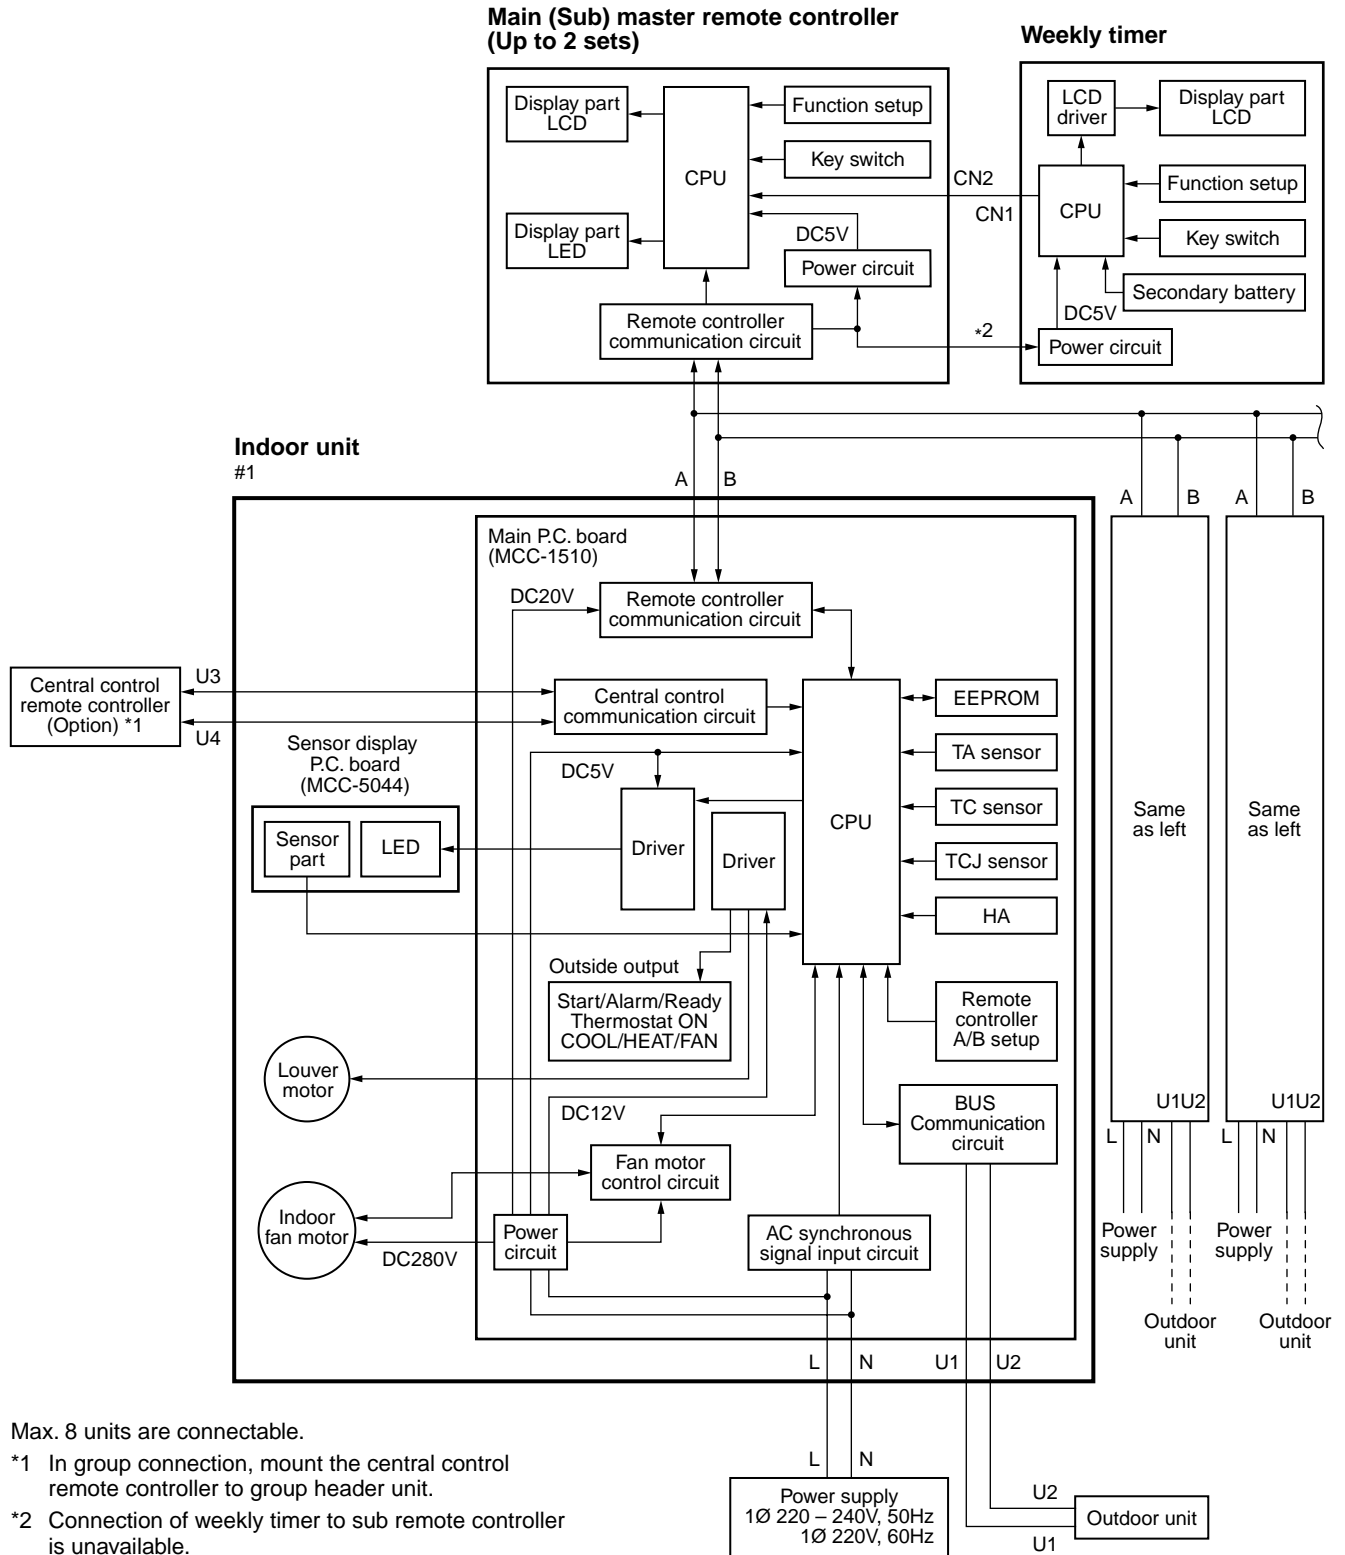 Main (Sub) master remote controller
(Up to 2 sets)
Weekly timer
Display part
LCD
CPU
Function setup
Key switch
Display part
LED
DC5V
Power circuit
Remote controller
communication circuit
CN2
CN1
*2
LCD
driver
Display part
LCD
CPU
Function setup
Key switch
Secondary battery
DC5V
Power circuit
Indoor unit
#1
A
B
A
B
A
B
Main P.C. board
(MCC-1510)
DC20V
Remote controller
communication circuit
Central control
remote controller
(Option) *1
U3
U4
Central control
communication circuit
EEPROM
TA sensor
TC sensor
TCJ sensor
HA
CPU
DC5V
Sensor display
P.C. board
(MCC-5044)
Sensor
part
LED
Driver
Driver
Same
as left
Same
as left
Outside output
Start/Alarm/Ready
Thermostat ON
COOL/HEAT/FAN
Remote
controller
A/B setup
Louver
motor
DC12V
BUS
Communication
circuit
Fan motor
control circuit
Indoor
fan motor
DC280V
Power
circuit
AC synchronous
signal input circuit
U1U2
U1U2
L
N
L
N
Power
supply
Power
supply
Outdoor
unit
Outdoor
unit
L
N
U1
U2
Max. 8 units are connectable.
*1 In group connection, mount the central control
remote controller to group header unit.
*2 Connection of weekly timer to sub remote controller
is unavailable.
L
N
Power supply
1Ø 220 – 240V, 50Hz
1Ø 220V, 60Hz
U2
U1
Outdoor unit